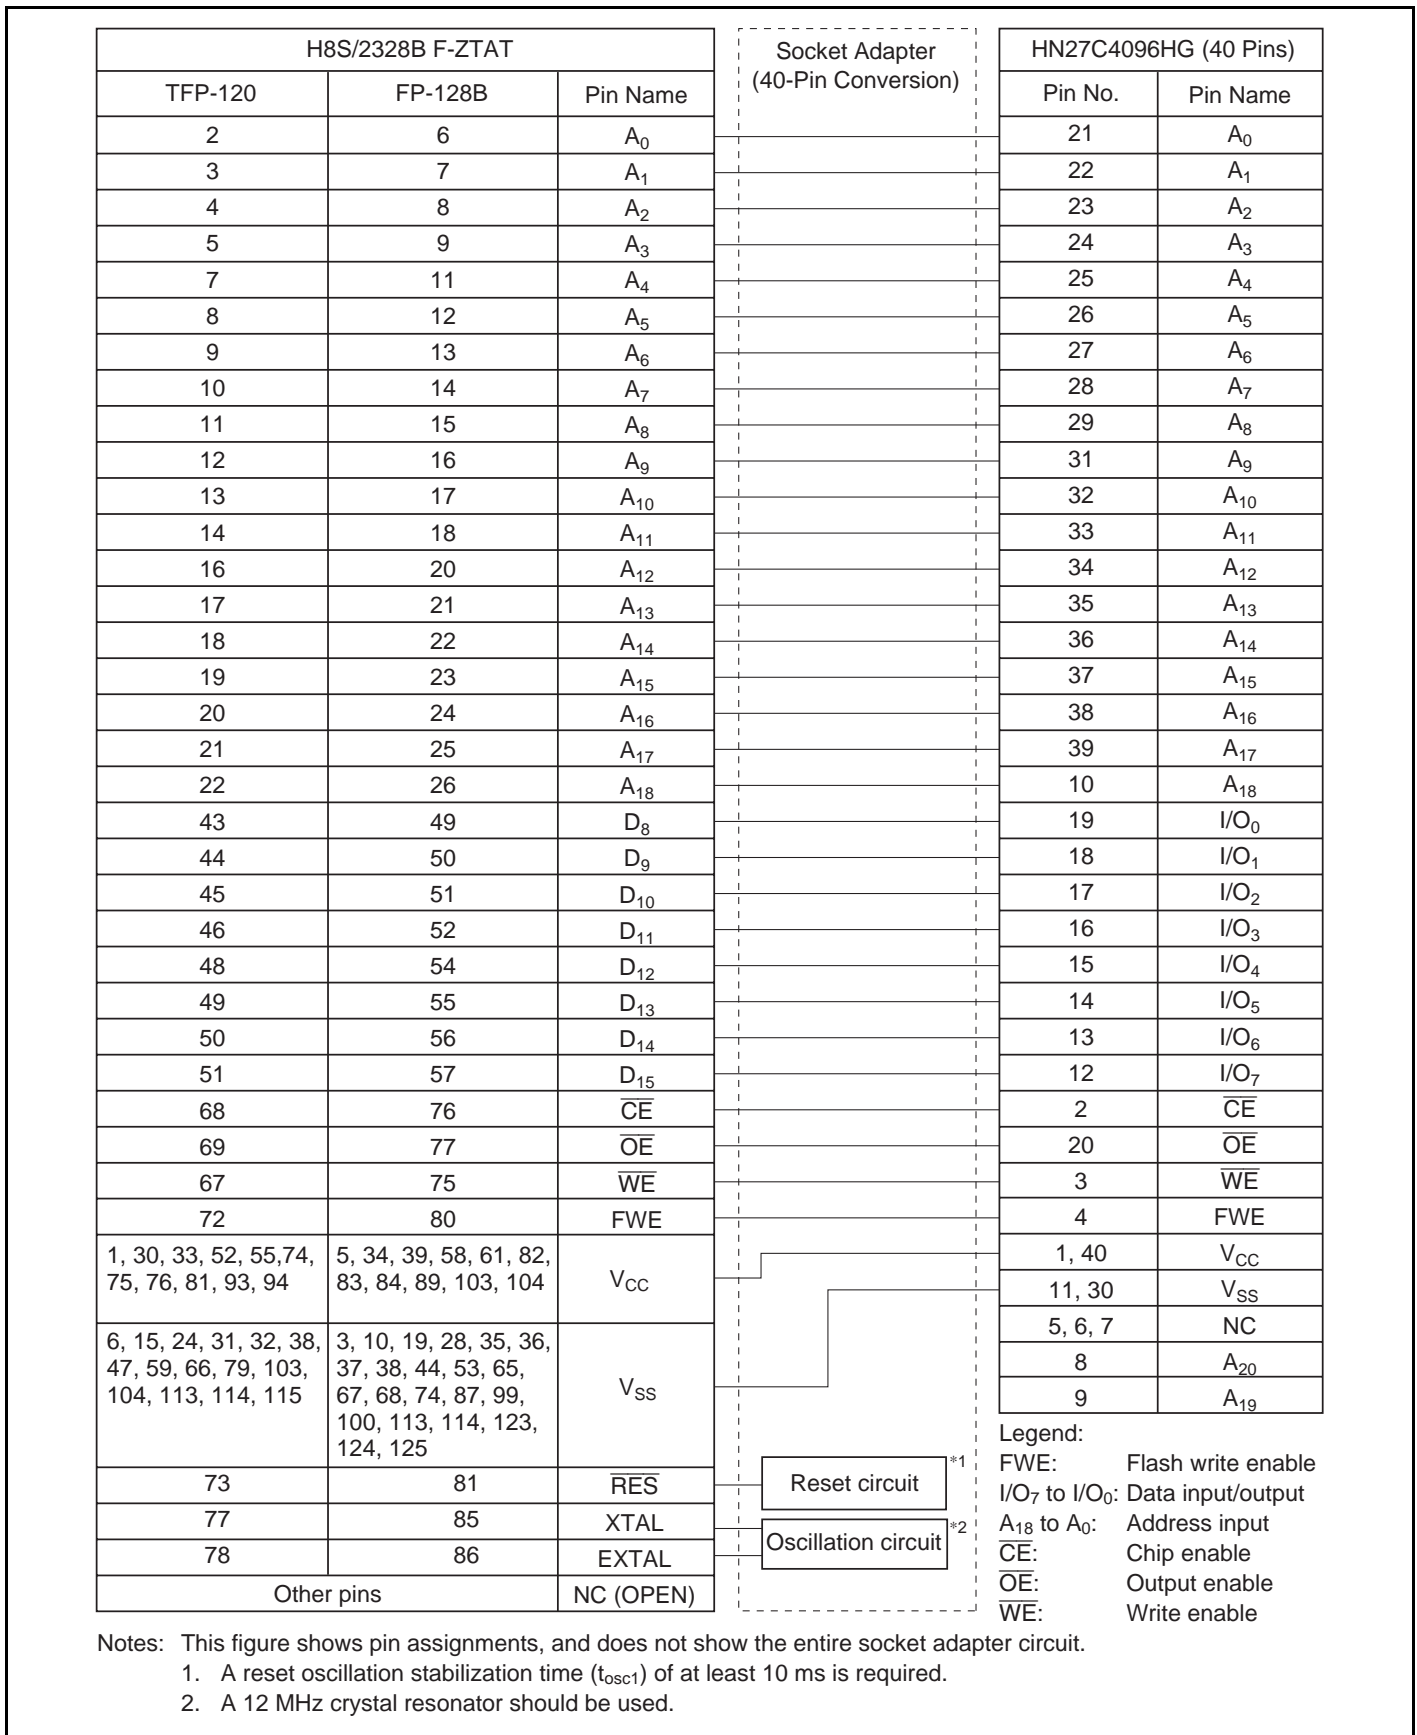 H8S/2328B F-ZTAT Socket Adapter (40-Pin Conversion) HN27C4096HG (40 Pins)
TFP-120 FP-128B Pin Name Pin No. Pin Name
2 6 A0 21 A0
3 7 A1 22 A1
4 8 A2 23 A2
5 9 A3 24 A3
7 11 A4 25 A4
8 12 A5 26 A5
9 13 A6 27 A6
10 14 A7 28 A7
11 15 A8 29 A8
12 16 A9 31 A9
13 17 A10 32 A10
14 18 A11 33 A11
16 20 A12 34 A12
17 21 A13 35 A13
18 22 A14 36 A14
19 23 A15 37 A15
20 24 A16 38 A16
21 25 A17 39 A17
22 26 A18 10 A18
43 49 D8 19 I/O0
44 50 D9 18 I/O1
45 51 D10 17 I/O2
46 52 D11 16 I/O3
48 54 D12 15 I/O4
49 55 D13 14 I/O5
50 56 D14 13 I/O6
51 57 D15 12 I/O7
68 76 C̅E̅ 2 C̅E̅
69 77 O̅E̅ 20 O̅E̅
67 75 W̅E̅ 3 W̅E̅
72 80 FWE 4 FWE
1, 30, 33, 52, 55,74,
75, 76, 81, 93, 94
5, 34, 39, 58, 61, 82,
83, 84, 89, 103, 104
VCC
1, 40 VCC
11, 30 VSS
5, 6, 7 NC
8 A20
9 A19
6, 15, 24, 31, 32, 38,
47, 59, 66, 79, 103,
104, 113, 114, 115
3, 10, 19, 28, 35, 36,
37, 38, 44, 53, 65,
67, 68, 74, 87, 99,
100, 113, 114, 123,
124, 125
VSS
73 81 R̅E̅S̅ Reset circuit *1
77 85 XTAL Oscillation circuit *2
78 86 EXTAL
Other pins NC (OPEN)
Legend:
FWE: Flash write enable
I/O7 to I/O0: Data input/output
A18 to A0: Address input
C̅E̅: Chip enable
O̅E̅: Output enable
W̅E̅: Write enable
Notes: This figure shows pin assignments, and does not show the entire socket adapter circuit.
1. A reset oscillation stabilization time (tosc1) of at least 10 ms is required.
2. A 12 MHz crystal resonator should be used.